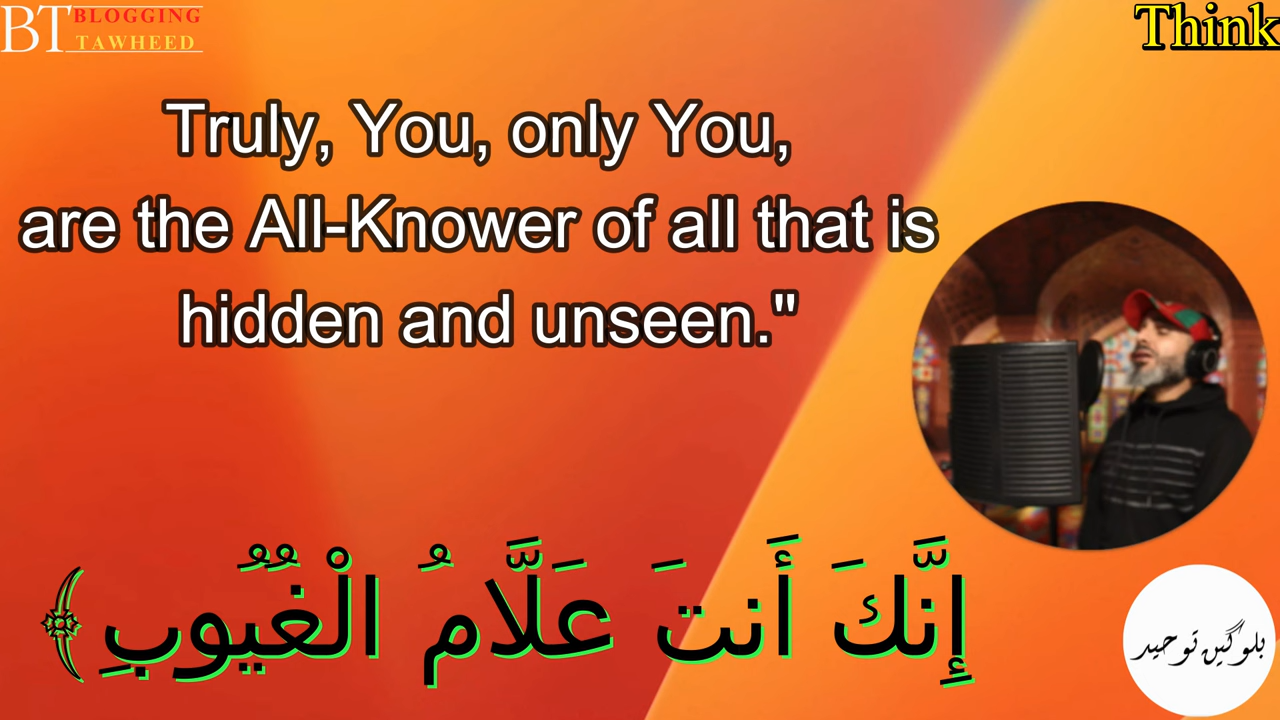 BT BLOGGING
TAWHEED
Think
Truly, You, only You,
are the All-Knower of all that is
hidden and unseen."
إِنَّكَ أَنتَ عَلَّامُ الْغُيُوبِ ﴾
بلوگین توحید